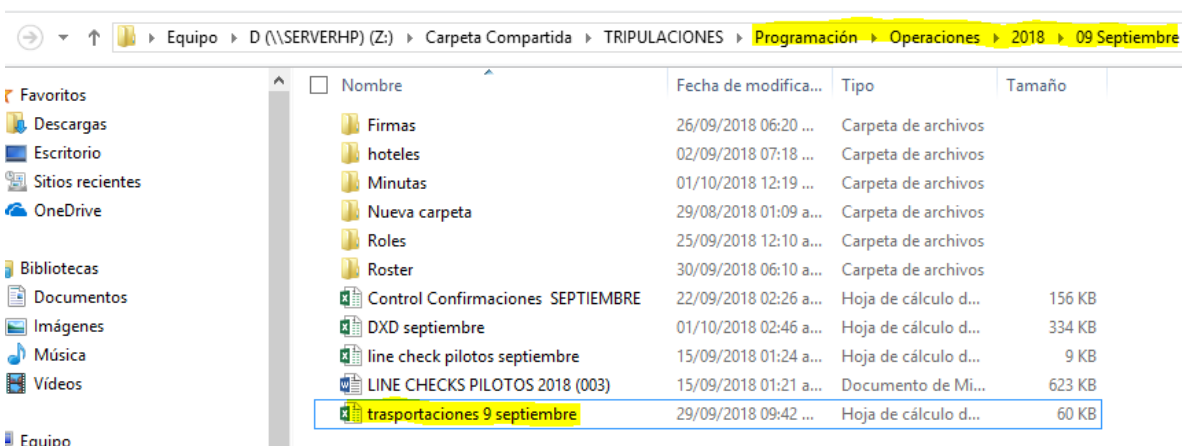 Equipo D (\\SERVERHP) (Z:) Carpeta Compartida TRIPULACIONES Programación Operaciones 2018 09 Septiembre
Favoritos
Descargas
Escritorio
Sitios recientes
OneDrive
Bibliotecas
Documentos
Imágenes
Música
Vídeos
Equipo
Nombre Fecha de modifica... Tipo Tamaño
Firmas 26/09/2018 06:20 ... Carpeta de archivos
hoteles 02/09/2018 07:18 ... Carpeta de archivos
Minutas 01/10/2018 12:19 ... Carpeta de archivos
Nueva carpeta 29/08/2018 01:09 a... Carpeta de archivos
Roles 25/09/2018 12:10 a... Carpeta de archivos
Roster 30/09/2018 06:10 a... Carpeta de archivos
Control Confirmaciones SEPTIEMBRE 22/09/2018 02:26 a... Hoja de cálculo d... 156 KB
DXD septiembre 01/10/2018 02:46 a... Hoja de cálculo d... 334 KB
line check pilotos septiembre 15/09/2018 01:24 a... Hoja de cálculo d... 9 KB
LINE CHECKS PILOTOS 2018 (003) 15/09/2018 01:21 a... Documento de Mi... 623 KB
trasportaciones 9 septiembre 29/09/2018 09:42 ... Hoja de cálculo d... 60 KB